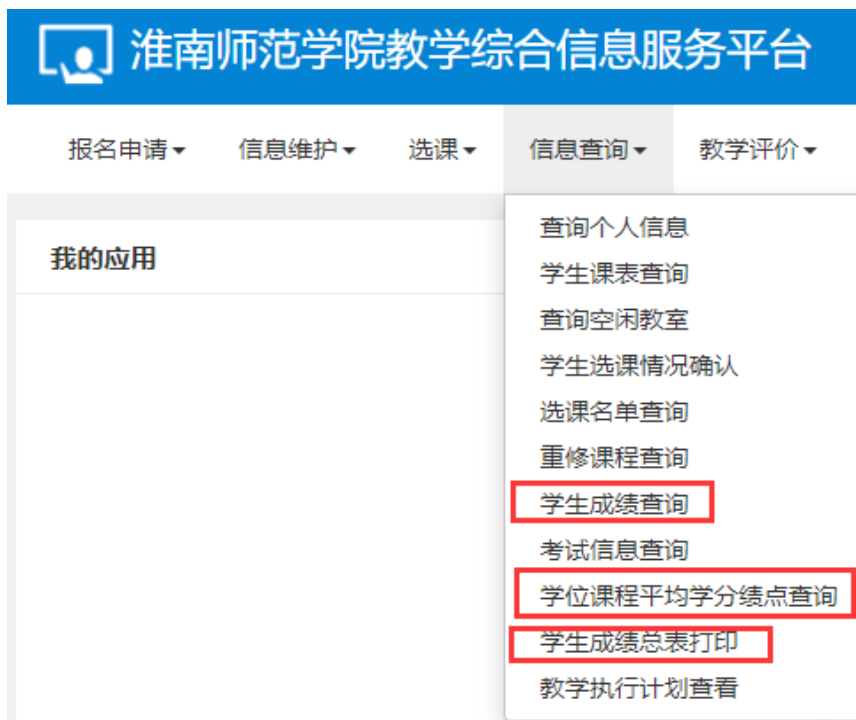 淮南师范学院教学综合信息服务平台
报名申请 信息维护 选课 信息查询 教学评价
我的应用
查询个人信息
学生课表查询
查询空闲教室
学生选课情况确认
选课名单查询
重修课程查询
学生成绩查询
考试信息查询
学位课程平均学分绩点查询
学生成绩总表打印
教学执行计划查看